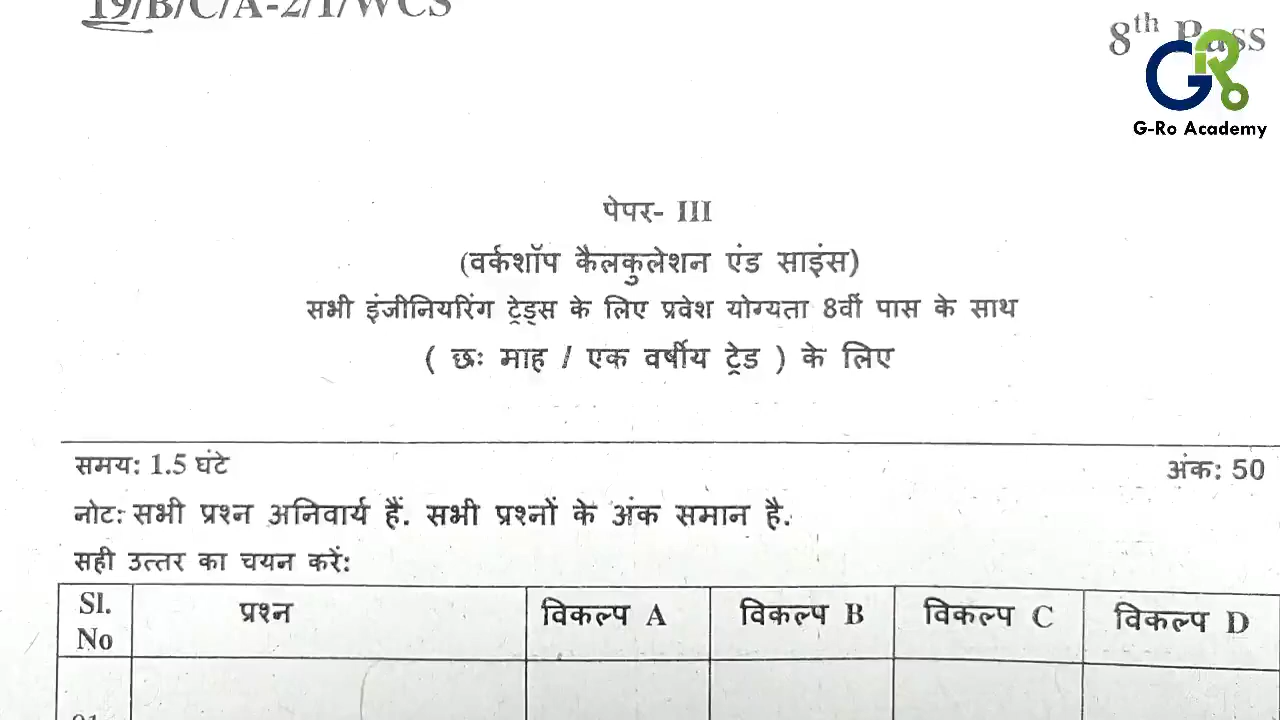 19/B/C/A-2/1/WCS
8th Pass
G-Ro Academy
पेपर- III
(वर्कशॉप कैलकुलेशन एंड साइंस)
सभी इंजीनियरिंग ट्रेड्स के लिए प्रवेश योग्यता 8वीं पास के साथ
( छः माह / एक वर्षीय ट्रेड ) के लिए
समय: 1.5 घंटे अंक: 50
नोट: सभी प्रश्न अनिवार्य हैं. सभी प्रश्नों के अंक समान है.
सही उत्तर का चयन करें:
Sl. No प्रश्न विकल्प A विकल्प B विकल्प C विकल्प D